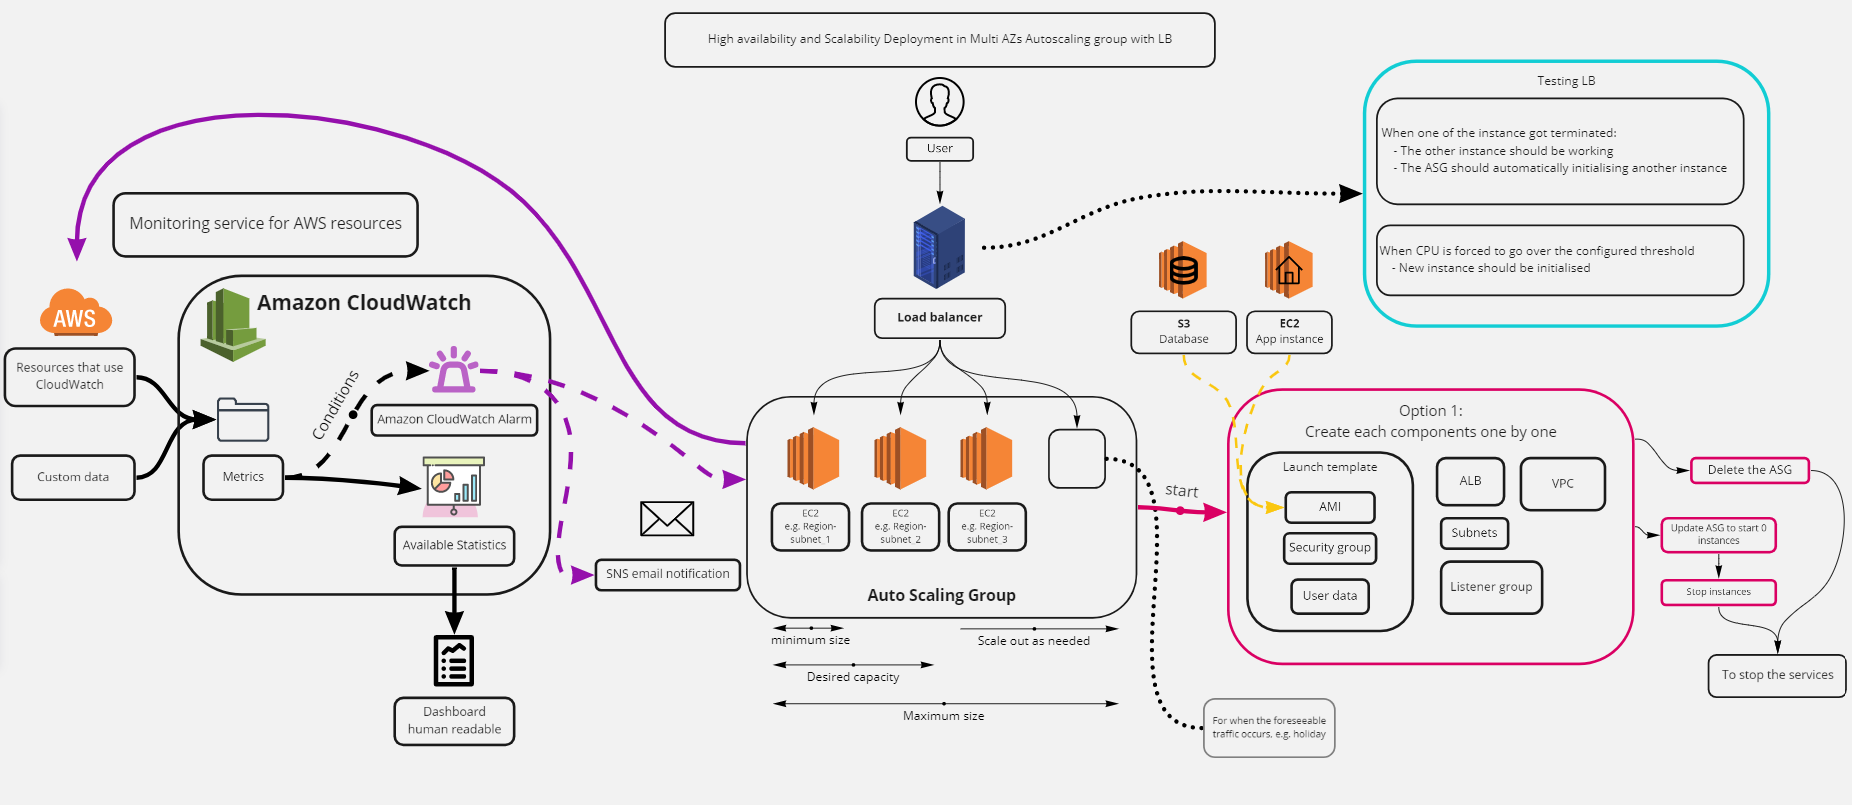 High availability and Scalability Deployment in Multi AZs Autoscaling group with LB
User
Load balancer
Monitoring service for AWS resources
AWS
Resources that use
CloudWatch
Custom data
Amazon CloudWatch
Conditions
Amazon CloudWatch Alarm
Metrics
Available Statistics
Dashboard
human readable
SNS email notification
EC2
e.g. Region-
subnet_1
EC2
e.g. Region-
subnet_2
EC2
e.g. Region-
subnet_3
Auto Scaling Group
minimum size
Scale out as needed
Desired capacity
Maximum size
For when the foreseeable
traffic occurs. e.g. holiday
start
Testing LB
When one of the instance got terminated:
- The other instance should be working
- The ASG should automatically initialising another instance
When CPU is forced to go over the configured threshold
- New instance should be initialised
S3
Database
EC2
App instance
Option 1:
Create each components one by one
Launch template
AMI
Security group
User data
ALB
VPC
Subnets
Listener group
Delete the ASG
Update ASG to start 0
instances
Stop instances
To stop the services